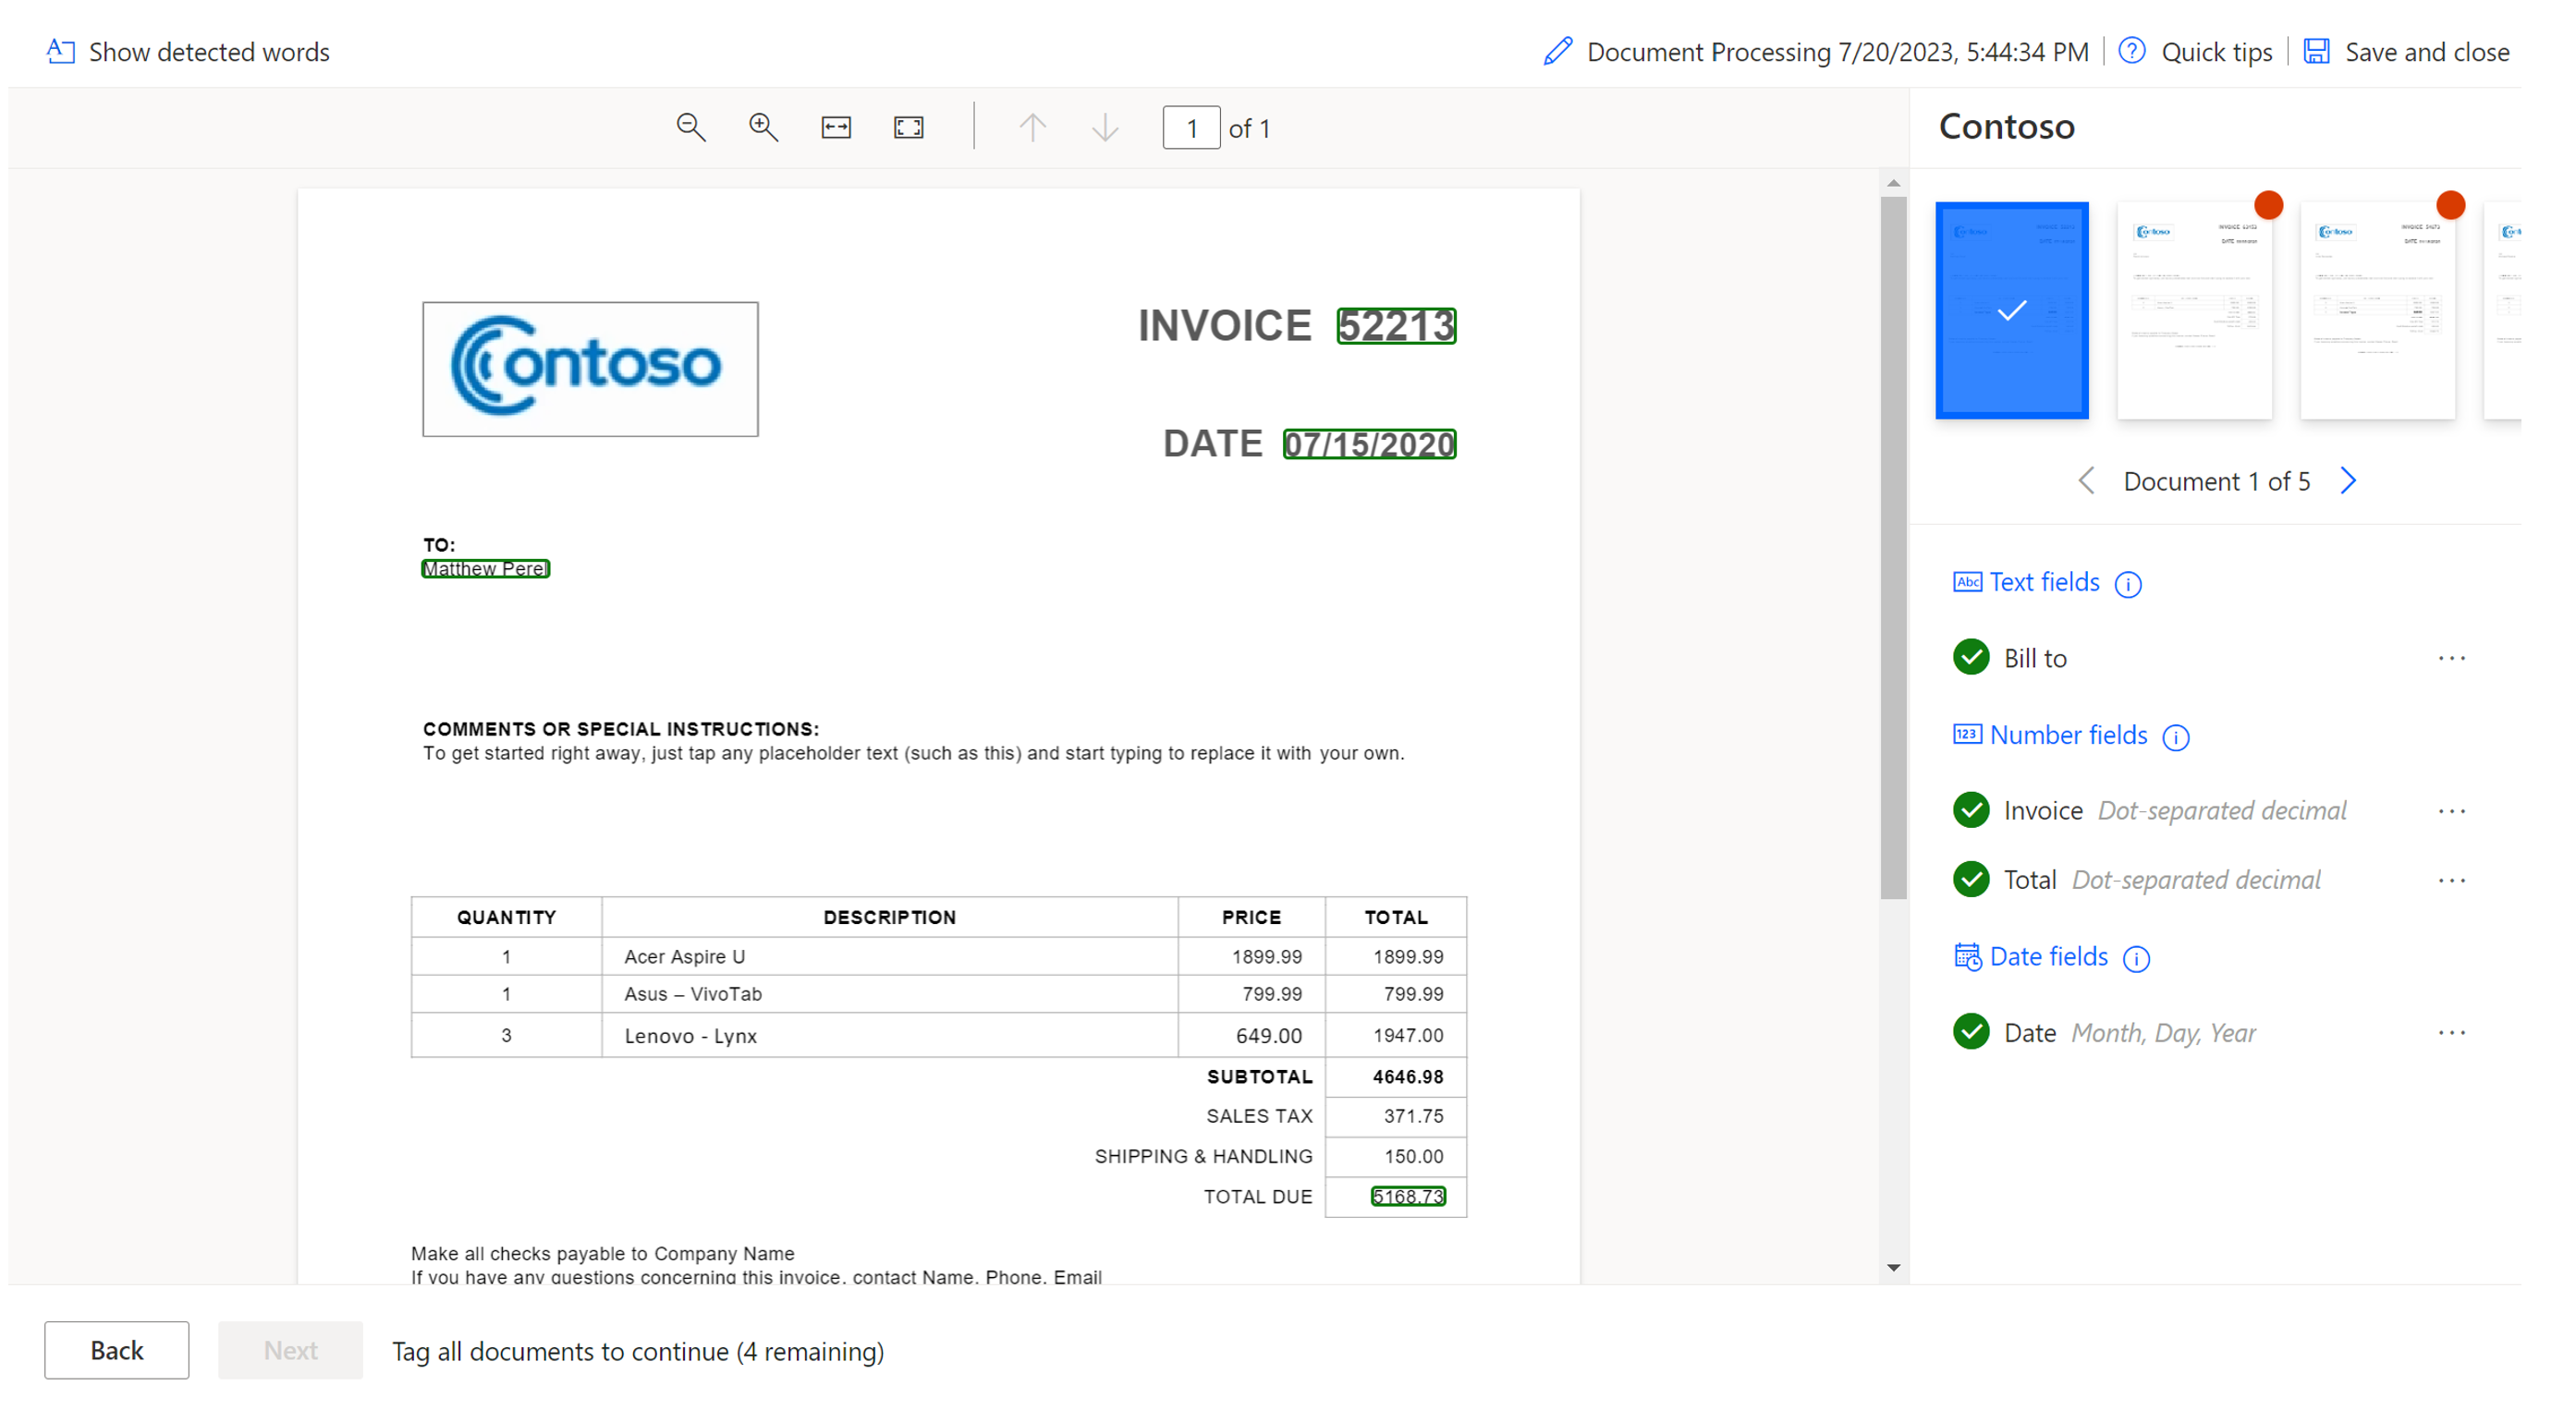 Show detected words
Document Processing 7/20/2023, 5:44:34 PM
Quick tips
Save and close
1 of 1
Contoso
Contoso
INVOICE 52213
DATE 07/15/2020
TO:
Matthew Perel
COMMENTS OR SPECIAL INSTRUCTIONS:
To get started right away, just tap any placeholder text (such as this) and start typing to replace it with your own.
QUANTITY DESCRIPTION PRICE TOTAL
1 Acer Aspire U 1899.99 1899.99
1 Asus – VivoTab 799.99 799.99
3 Lenovo - Lynx 649.00 1947.00
SUBTOTAL 4646.98
SALES TAX 371.75
SHIPPING & HANDLING 150.00
TOTAL DUE 5168.73
Make all checks payable to Company Name
If you have any questions concerning this invoice, contact Name, Phone, Email
Document 1 of 5
Abc Text fields
Bill to
123 Number fields
Invoice Dot-separated decimal
Total Dot-separated decimal
Date fields
Date Month, Day, Year
Back
Next
Tag all documents to continue (4 remaining)